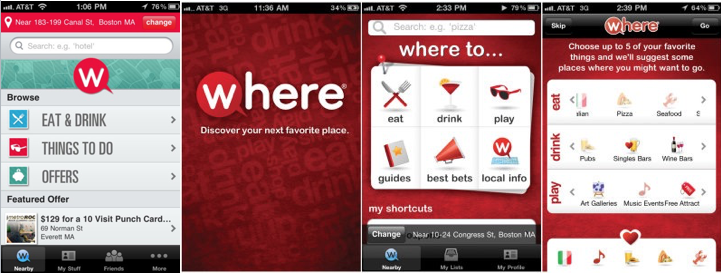 AT&T 1:06 PM 76%
Near 183-199 Canal St, Boston MA change
Search: e.g. 'hotel'
W
Browse
EAT & DRINK
THINGS TO DO
OFFERS
Featured Offer
$129 for a 10 Visit Punch Card...
69 Norman St
Everett MA
Nearby My Stuff Friends More
AT&T 3G 11:36 AM 34%
where®
Discover your next favorite place.
AT&T 3G 2:33 PM 79%
Search: e.g. 'pizza'
where to...
eat drink play
W
guides best bets local info
my shortcuts
Change Near 10-24 Congress St, Boston MA
Nearby My Lists My Profile
AT&T 3G 2:39 PM 64%
Skip where® Go
Choose up to 5 of your favorite
things and we'll suggest some
places where you might want to go.
eat
alian Pizza Seafood S
drink
Pubs Singles Bars Wine Bars
play
Art Galleries Music Events Free Attract